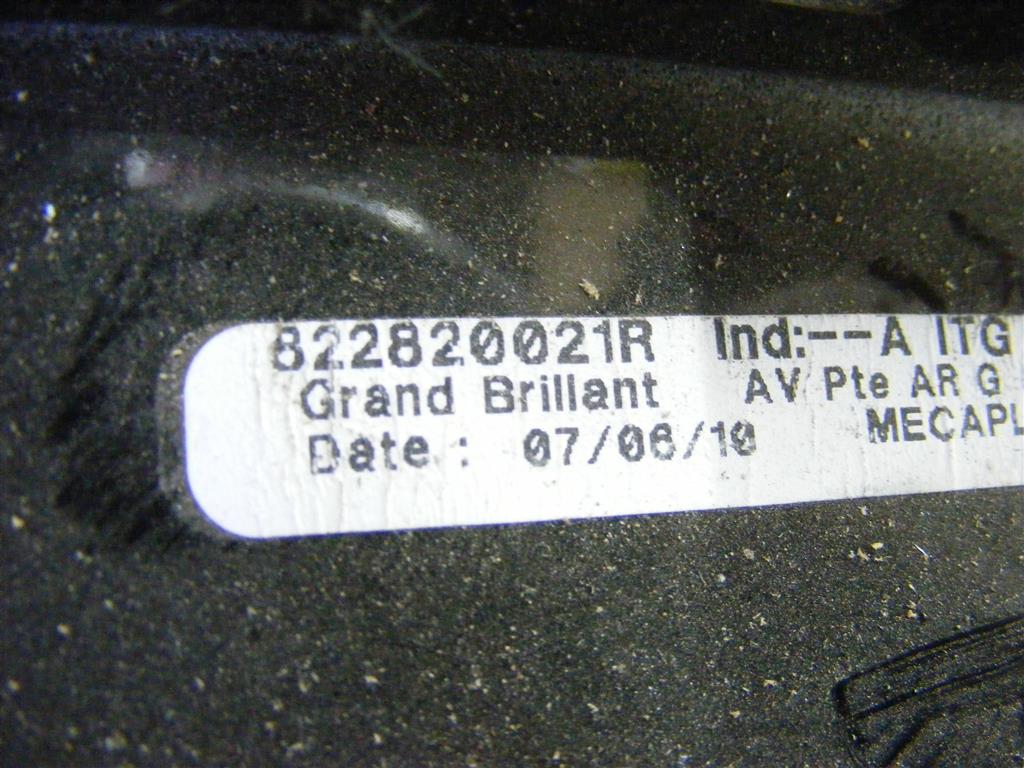 822820021R Ind:--A ITG
Grand Brillant AV Pte AR G
Date : 07/06/10 MECAPL